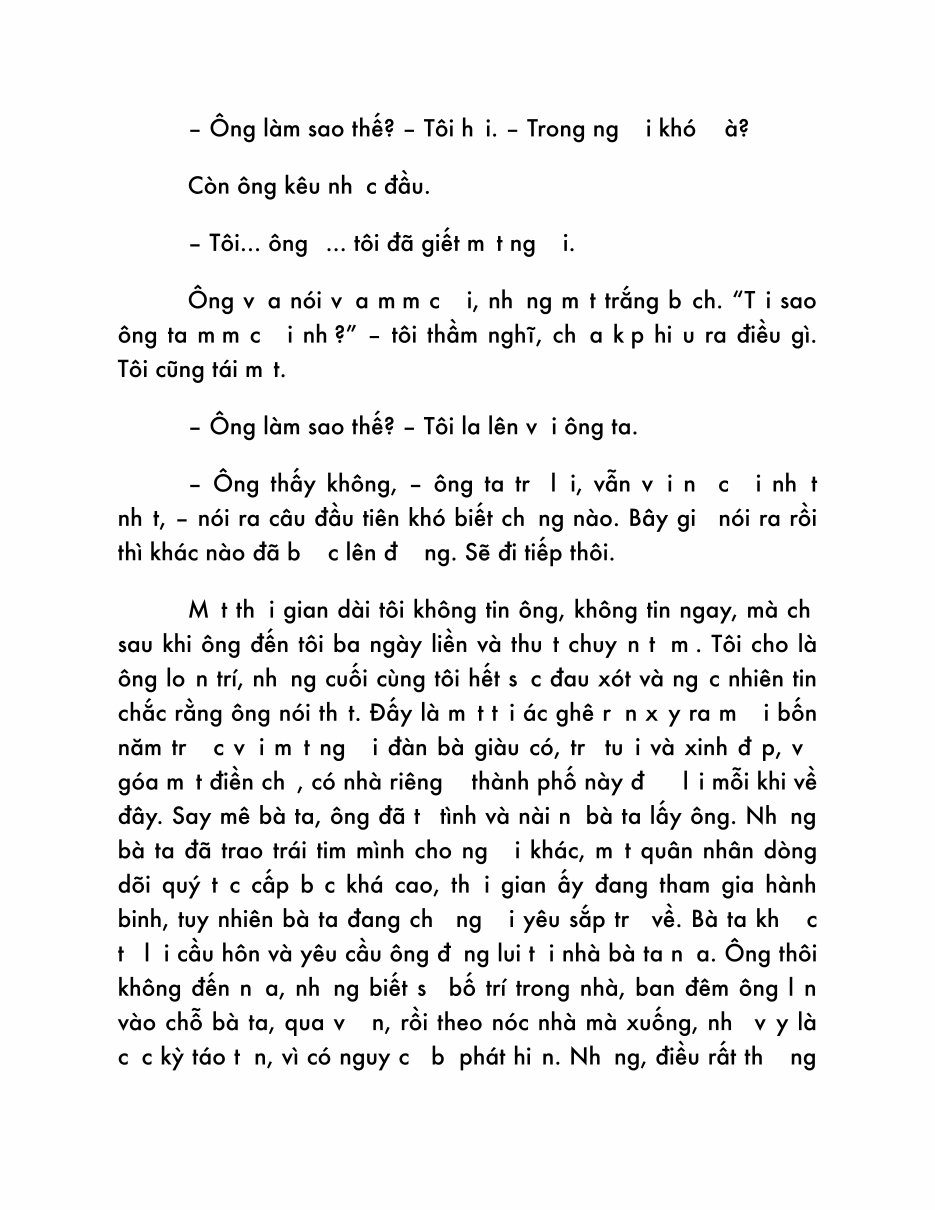 – Ông làm sao thế? – Tôi h i. – Trong ng i khó à?
Còn ông kêu nh c đầu.
– Tôi... ông ... tôi đã giết m t ng i.
Ông v a nói v a m m c i, nh ng m t trắng b ch. “T i sao
ông ta m m c i nh ?” – tôi thầm nghĩ, ch a k p hi u ra điều gì.
Tôi cũng tái m t.
– Ông làm sao thế? – Tôi la lên v i ông ta.
– Ông thấy không, – ông ta tr l i, vẫn v i n c i nh t
nh t, – nói ra câu đầu tiên khó biết ch ng nào. Bây gi nói ra rồi
thì khác nào đã b c lên đ ng. Sẽ đi tiếp thôi.
M t th i gian dài tôi không tin ông, không tin ngay, mà ch
sau khi ông đến tôi ba ngày liền và thu t chuy n t m . Tôi cho là
ông lo n trí, nh ng cuối cùng tôi hết s c đau xót và ng c nhiên tin
chắc rằng ông nói th t. Đấy là m t t i ác ghê r n x y ra m i bốn
năm tr c v i m t ng i đàn bà giàu có, tr tu i và xinh đ p, v
góa m t điền ch , có nhà riêng thành phố này đ l i mỗi khi về
đây. Say mê bà ta, ông đã t tình và nài n bà ta lấy ông. Nh ng
bà ta đã trao trái tim mình cho ng i khác, m t quân nhân dòng
dõi quý t c cấp b c khá cao, th i gian ấy đang tham gia hành
binh, tuy nhiên bà ta đang ch ng i yêu sắp tr về. Bà ta kh c
t l i cầu hôn và yêu cầu ông đ ng lui t i nhà bà ta n a. Ông thôi
không đến n a, nh ng biết s bố trí trong nhà, ban đêm ông l n
vào chỗ bà ta, qua v n, rồi theo nóc nhà mà xuống, nh v y là
c c kỳ táo t n, vì có nguy c b phát hi n. Nh ng, điều rất th ng